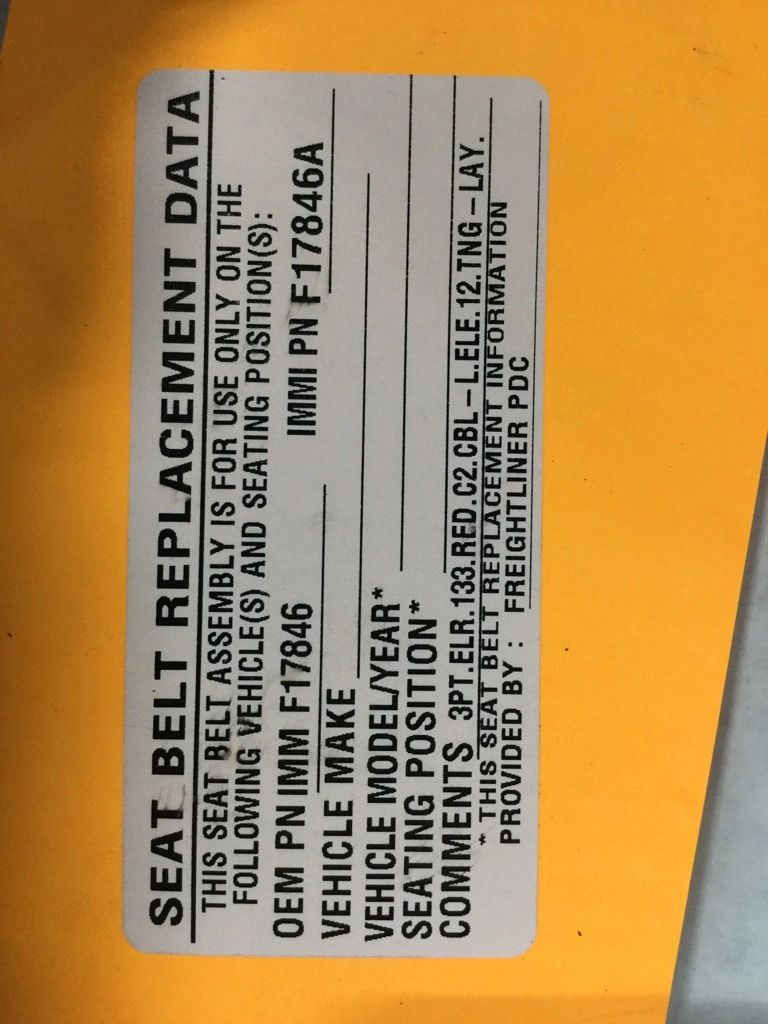 SEAT BELT REPLACEMENT DATA
THIS SEAT BELT ASSEMBLY IS FOR USE ONLY ON THE
FOLLOWING VEHICLE(S) AND SEATING POSITION(S):
OEM PN IMM F17846 IMMI PN F17846A
VEHICLE MAKE
VEHICLE MODEL/YEAR*
SEATING POSITION*
COMMENTS 3PT.ELR.133.RED.C2.CBL-L.ELE.12.TNG-LAY.
* THIS SEAT BELT REPLACEMENT INFORMATION
PROVIDED BY : FREIGHTLINER PDC